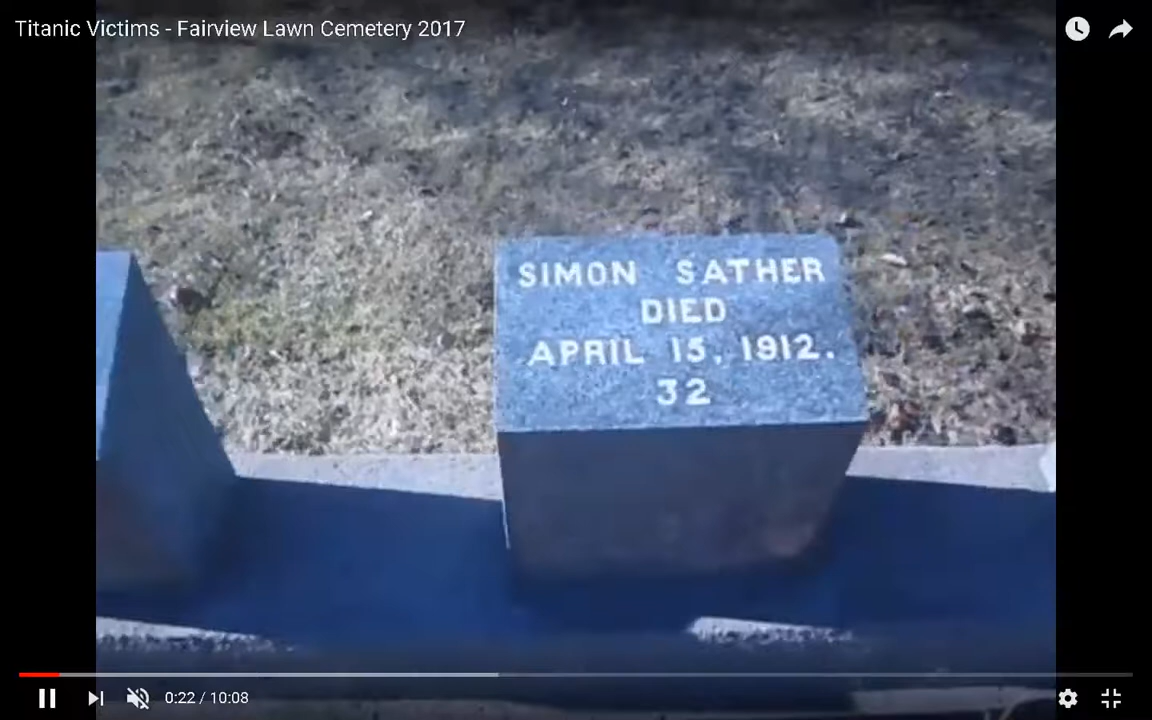 Titanic Victims - Fairview Lawn Cemetery 2017
SIMON SATHER
DIED
APRIL 15, 1912.
32
0:22 / 10:08